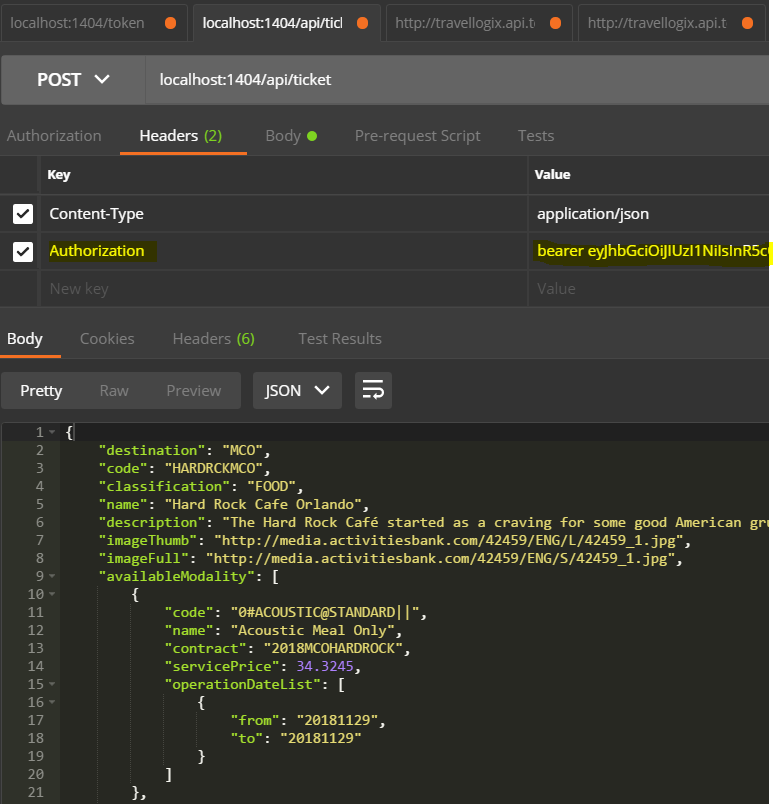 localhost:1404/token localhost:1404/api/tick http://travellogix.api.t http://travellogix.api.t
POST localhost:1404/api/ticket
Authorization Headers (2) Body Pre-request Script Tests
Key Value
Content-Type application/json
Authorization bearer eyJhbGciOiJIUzI1NiIsInR5c
New key Value
Body Cookies Headers (6) Test Results
Pretty Raw Preview JSON
1 {
2 "destination": "MCO",
3 "code": "HARDRCKMCO",
4 "classification": "FOOD",
5 "name": "Hard Rock Cafe Orlando",
6 "description": "The Hard Rock Café started as a craving for some good American gru
7 "imageThumb": "http://media.activitiesbank.com/42459/ENG/L/42459_1.jpg",
8 "imageFull": "http://media.activitiesbank.com/42459/ENG/S/42459_1.jpg",
9 "availableModality": [
10 {
11 "code": "0#ACOUSTIC@STANDARD||",
12 "name": "Acoustic Meal Only",
13 "contract": "2018MCOHARDROCK",
14 "servicePrice": 34.3245,
15 "operationDateList": [
16 {
17 "from": "20181129",
18 "to": "20181129"
19 }
20 ]
21 },